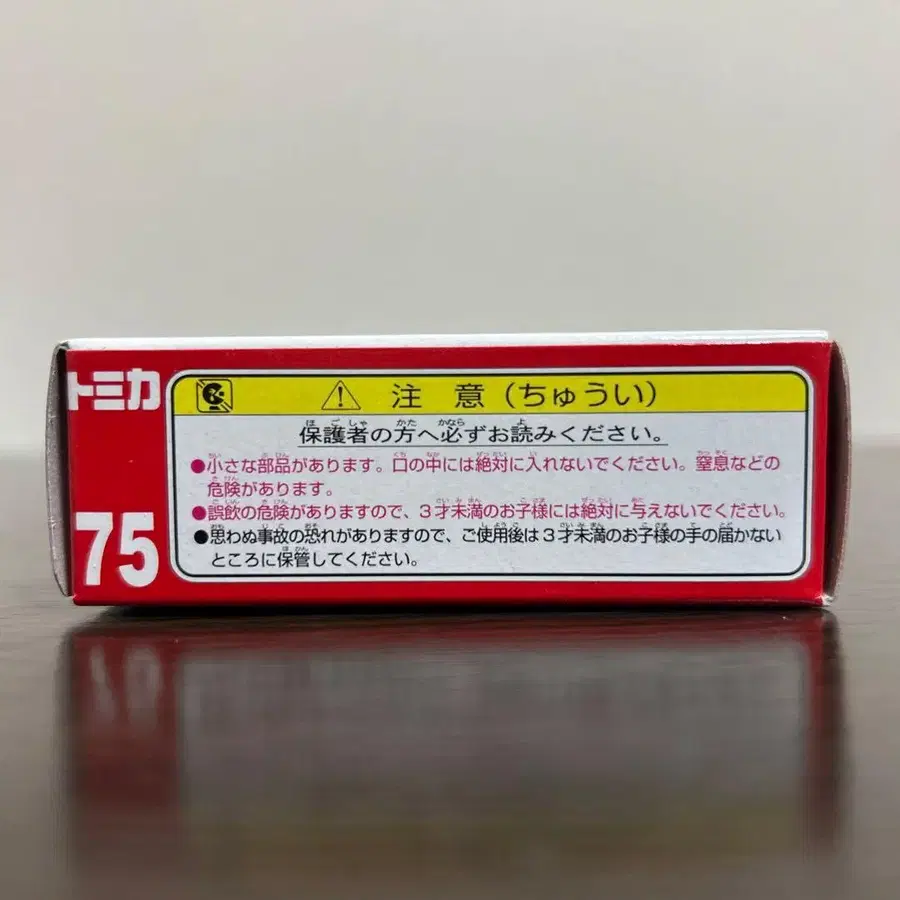 トミカ
75
注 意（ちゅうい）
保護者の方へ必ずお読みください。
●小さな部品があります。口の中には絶対に入れないでください。窒息などの
危険があります。
●誤飲の危険がありますので、3才未満のお子様には絶対に与えないでください。
●思わぬ事故の恐れがありますので、ご使用後は3才未満のお子様の手の届かない
ところに保管してください。